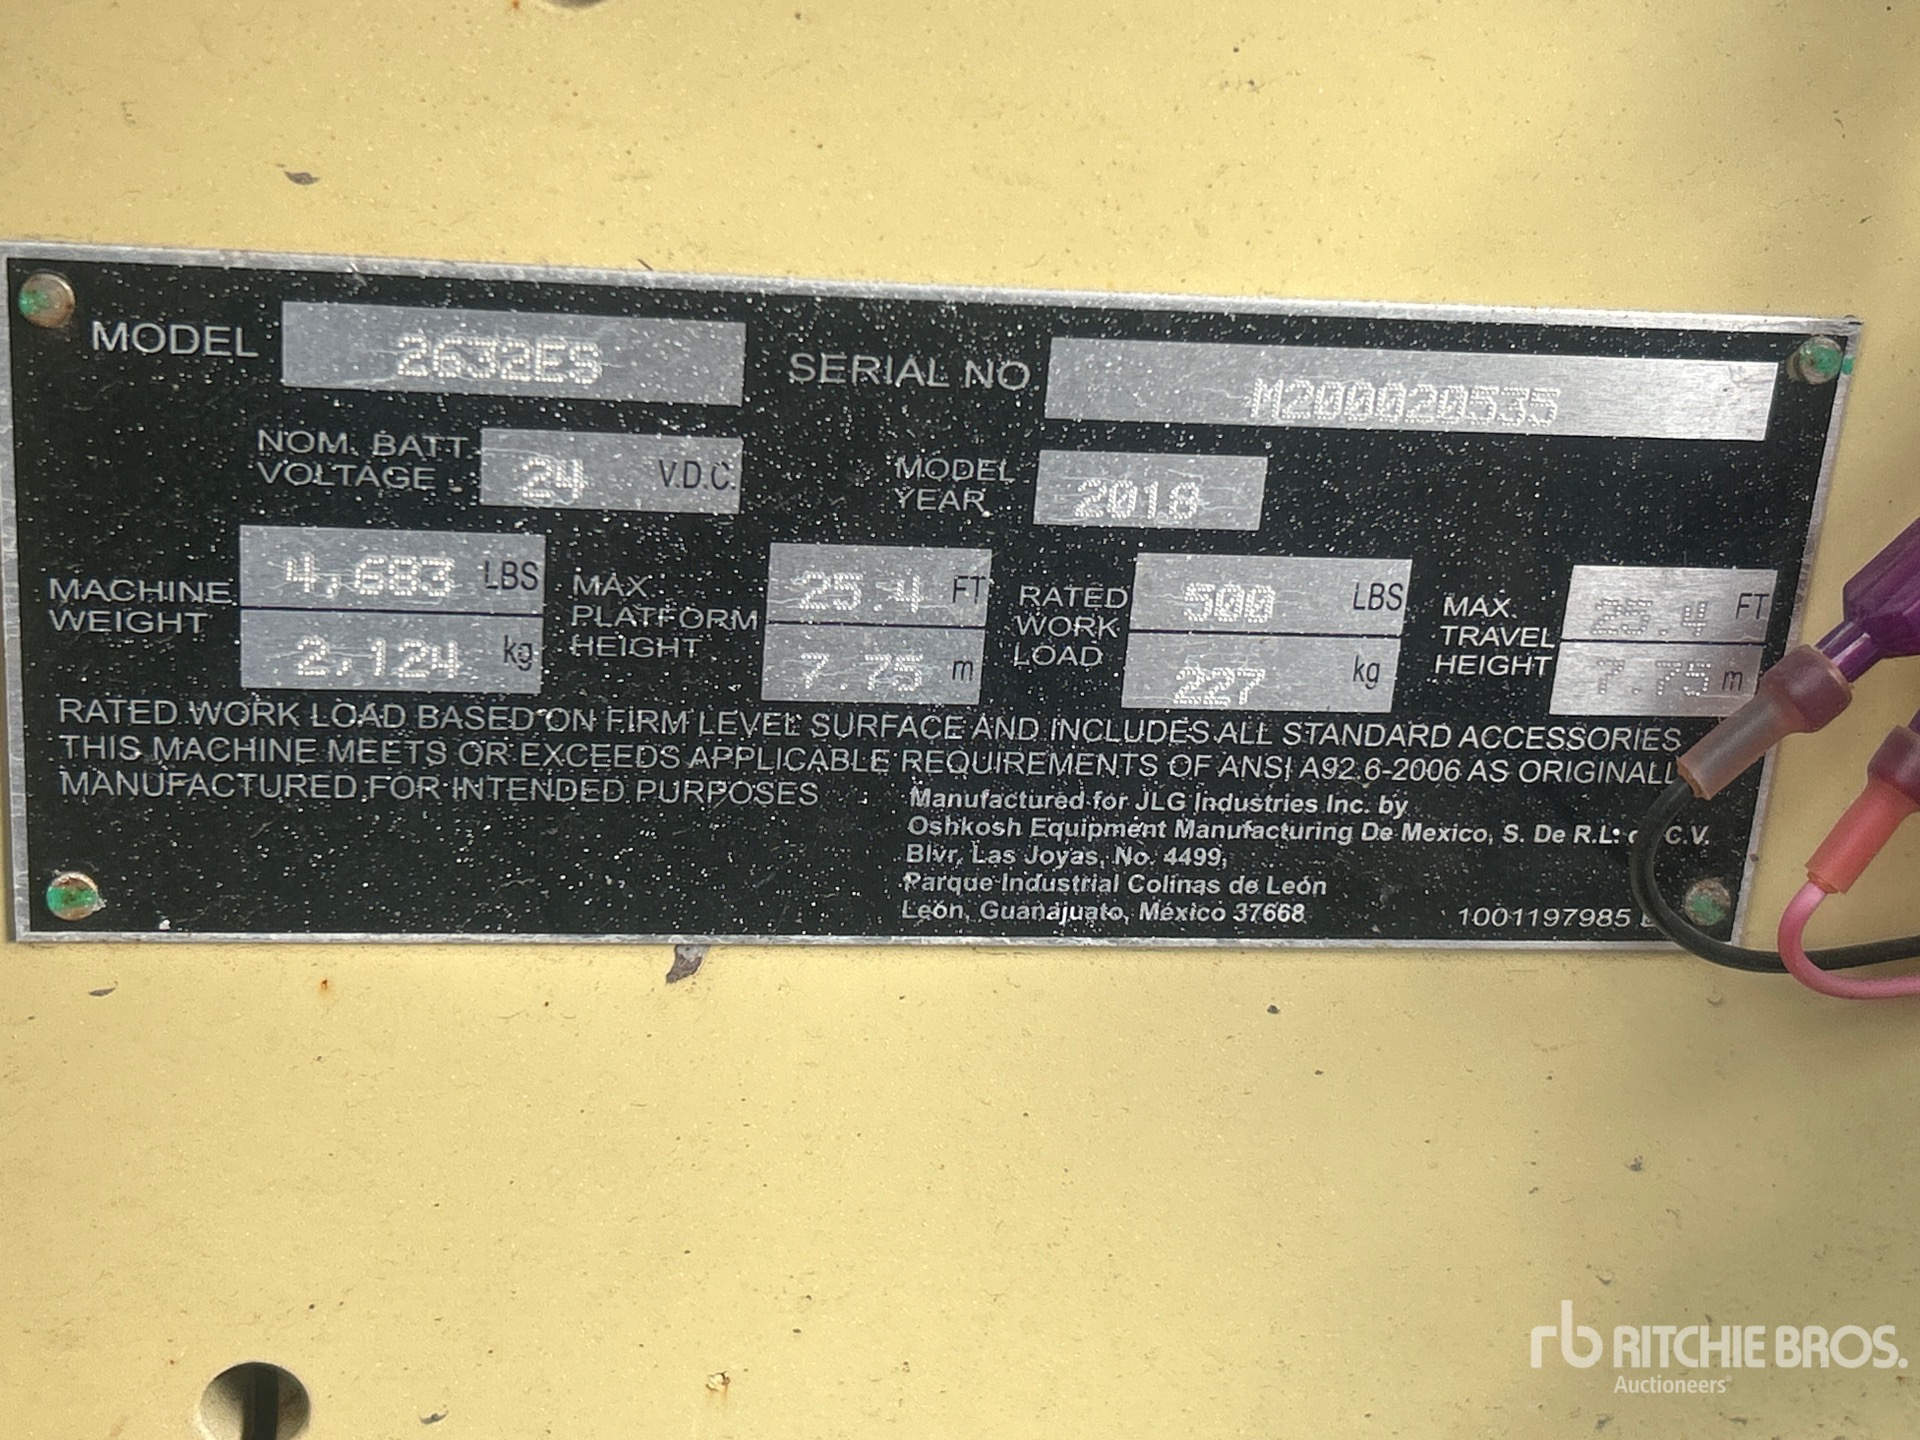 MODEL 2632ES SERIAL NO. M200020535
NOM. BATT. VOLTAGE 24 V.D.C. MODEL YEAR 2018
MACHINE WEIGHT 4,683 LBS 2,124 kg MAX. PLATFORM HEIGHT 25.4 FT 7.75 m RATED WORK LOAD 500 LBS 227 kg MAX. TRAVEL HEIGHT 25.4 FT 7.75 m
RATED WORK LOAD BASED ON FIRM LEVEL SURFACE AND INCLUDES ALL STANDARD ACCESSORIES
THIS MACHINE MEETS OR EXCEEDS APPLICABLE REQUIREMENTS OF ANSI A92.6-2006 AS ORIGINALL
MANUFACTURED FOR INTENDED PURPOSES
Manufactured for JLG Industries Inc. by
Oshkosh Equipment Manufacturing De Mexico, S. De R.L. C.V.
Blvr. Las Joyas, No. 4499,
Parque Industrial Colinas de León
León, Guanajuato, México 37668
1001197985
rb RITCHIE BROS.
Auctioneers